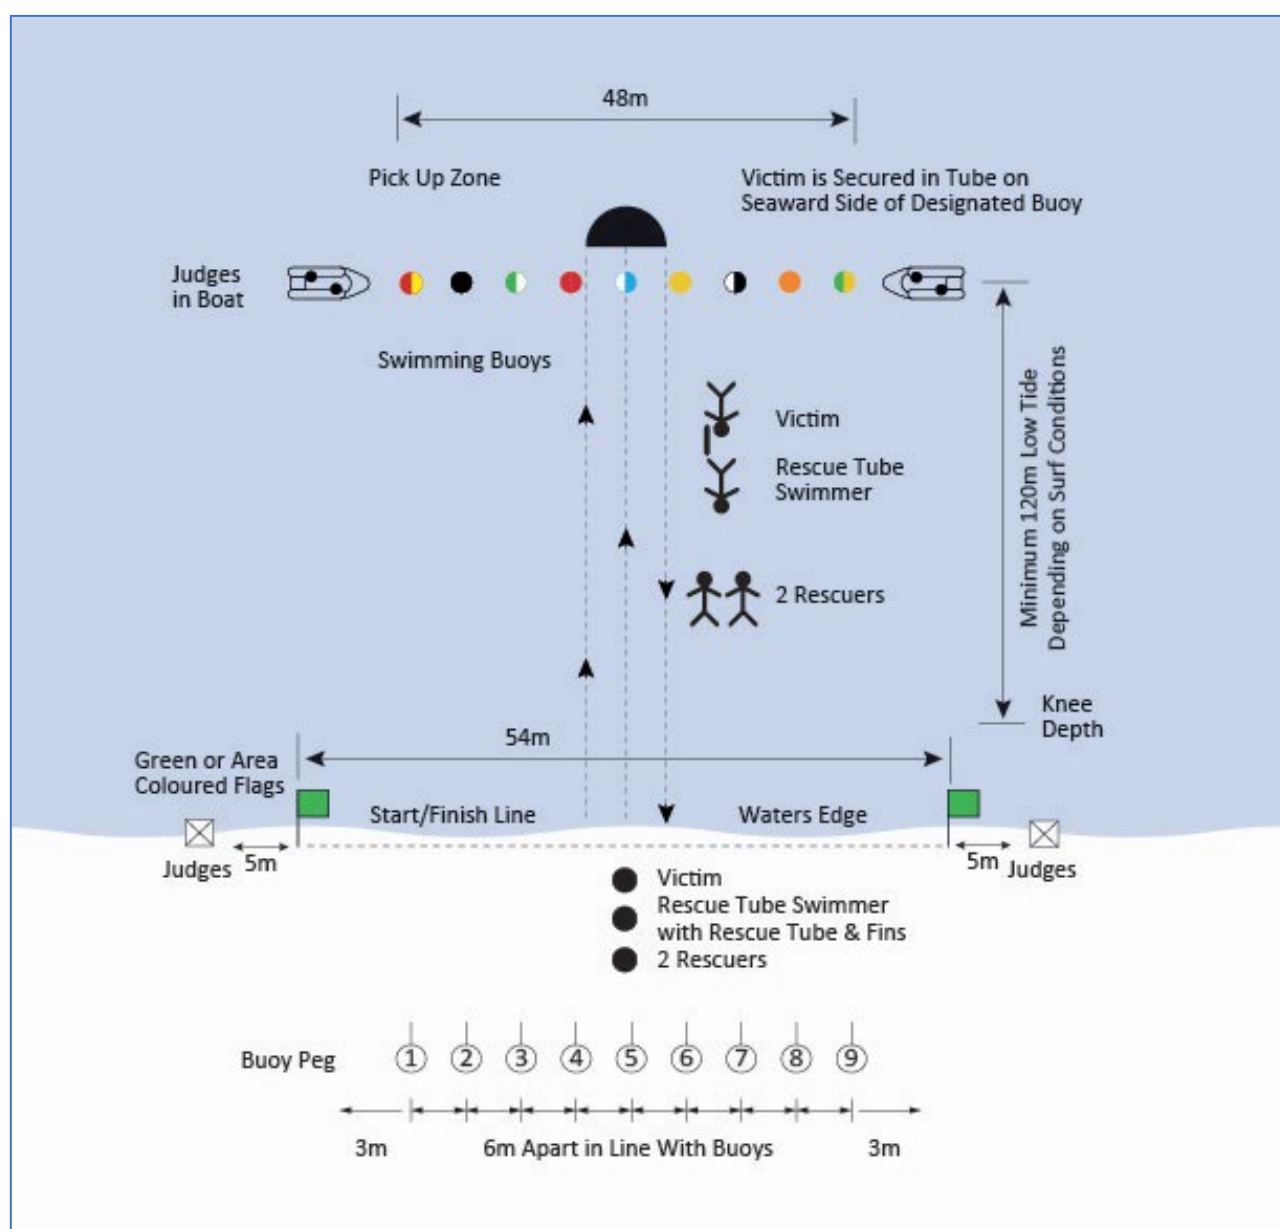 48m
Pick Up Zone
Victim is Secured in Tube on
Seaward Side of Designated Buoy
Judges
in Boat
Swimming Buoys
Victim
Rescue Tube
Swimmer
2 Rescuers
Minimum 120m Low Tide
Depending on Surf Conditions
Knee
Depth
54m
Green or Area
Coloured Flags
Start/Finish Line
Waters Edge
Judges
5m
5m
Judges
Victim
Rescue Tube Swimmer
with Rescue Tube & Fins
2 Rescuers
Buoy Peg
1 2 3 4 5 6 7 8 9
3m
6m Apart in Line With Buoys
3m